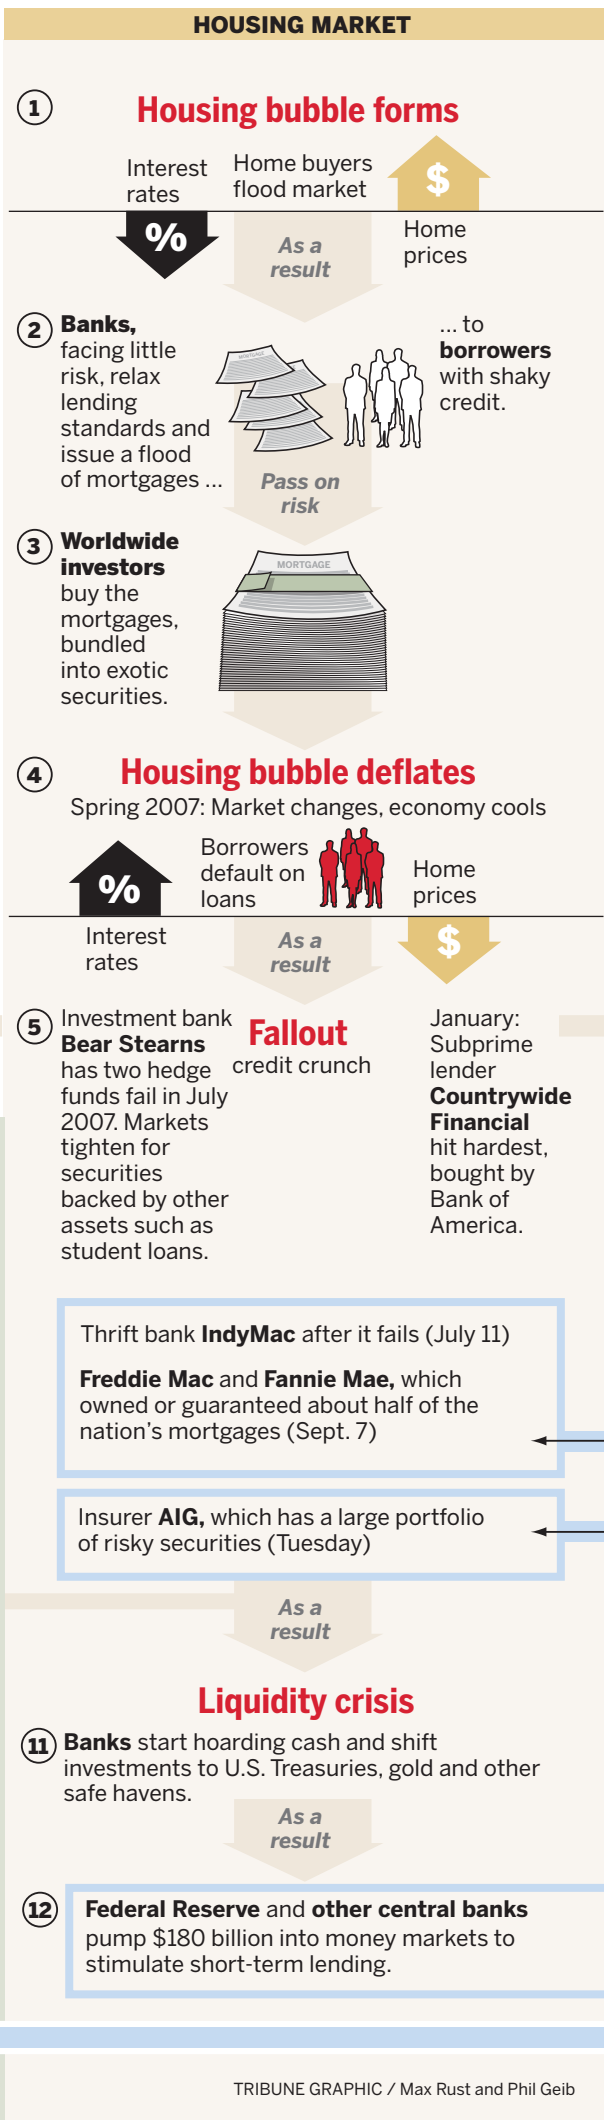 HOUSING MARKET
1
Housing bubble forms
Interest
rates
Home buyers
flood market
$
%
As a
result
Home
prices
2
Banks,
facing little
risk, relax
lending
standards and
issue a flood
of mortgages ...
MORTGAGE
... to
borrowers
with shaky
credit.
Pass on
risk
3
Worldwide
investors
buy the
mortgages,
bundled
into exotic
securities.
MORTGAGE
4
Housing bubble deflates
Spring 2007: Market changes, economy cools
%
Borrowers
default on
loans
Home
prices
Interest
rates
As a
result
$
5
Investment bank
Bear Stearns
has two hedge
funds fail in July
2007. Markets
tighten for
securities
backed by other
assets such as
student loans.
Fallout
credit crunch
January:
Subprime
lender
Countrywide
Financial
hit hardest,
bought by
Bank of
America.
Thrift bank IndyMac after it fails (July 11)
Freddie Mac and Fannie Mae, which
owned or guaranteed about half of the
nation's mortgages (Sept. 7)
Insurer AIG, which has a large portfolio
of risky securities (Tuesday)
As a
result
Liquidity crisis
11
Banks start hoarding cash and shift
investments to U.S. Treasuries, gold and other
safe havens.
As a
result
12
Federal Reserve and other central banks
pump $180 billion into money markets to
stimulate short-term lending.
TRIBUNE GRAPHIC / Max Rust and Phil Geib